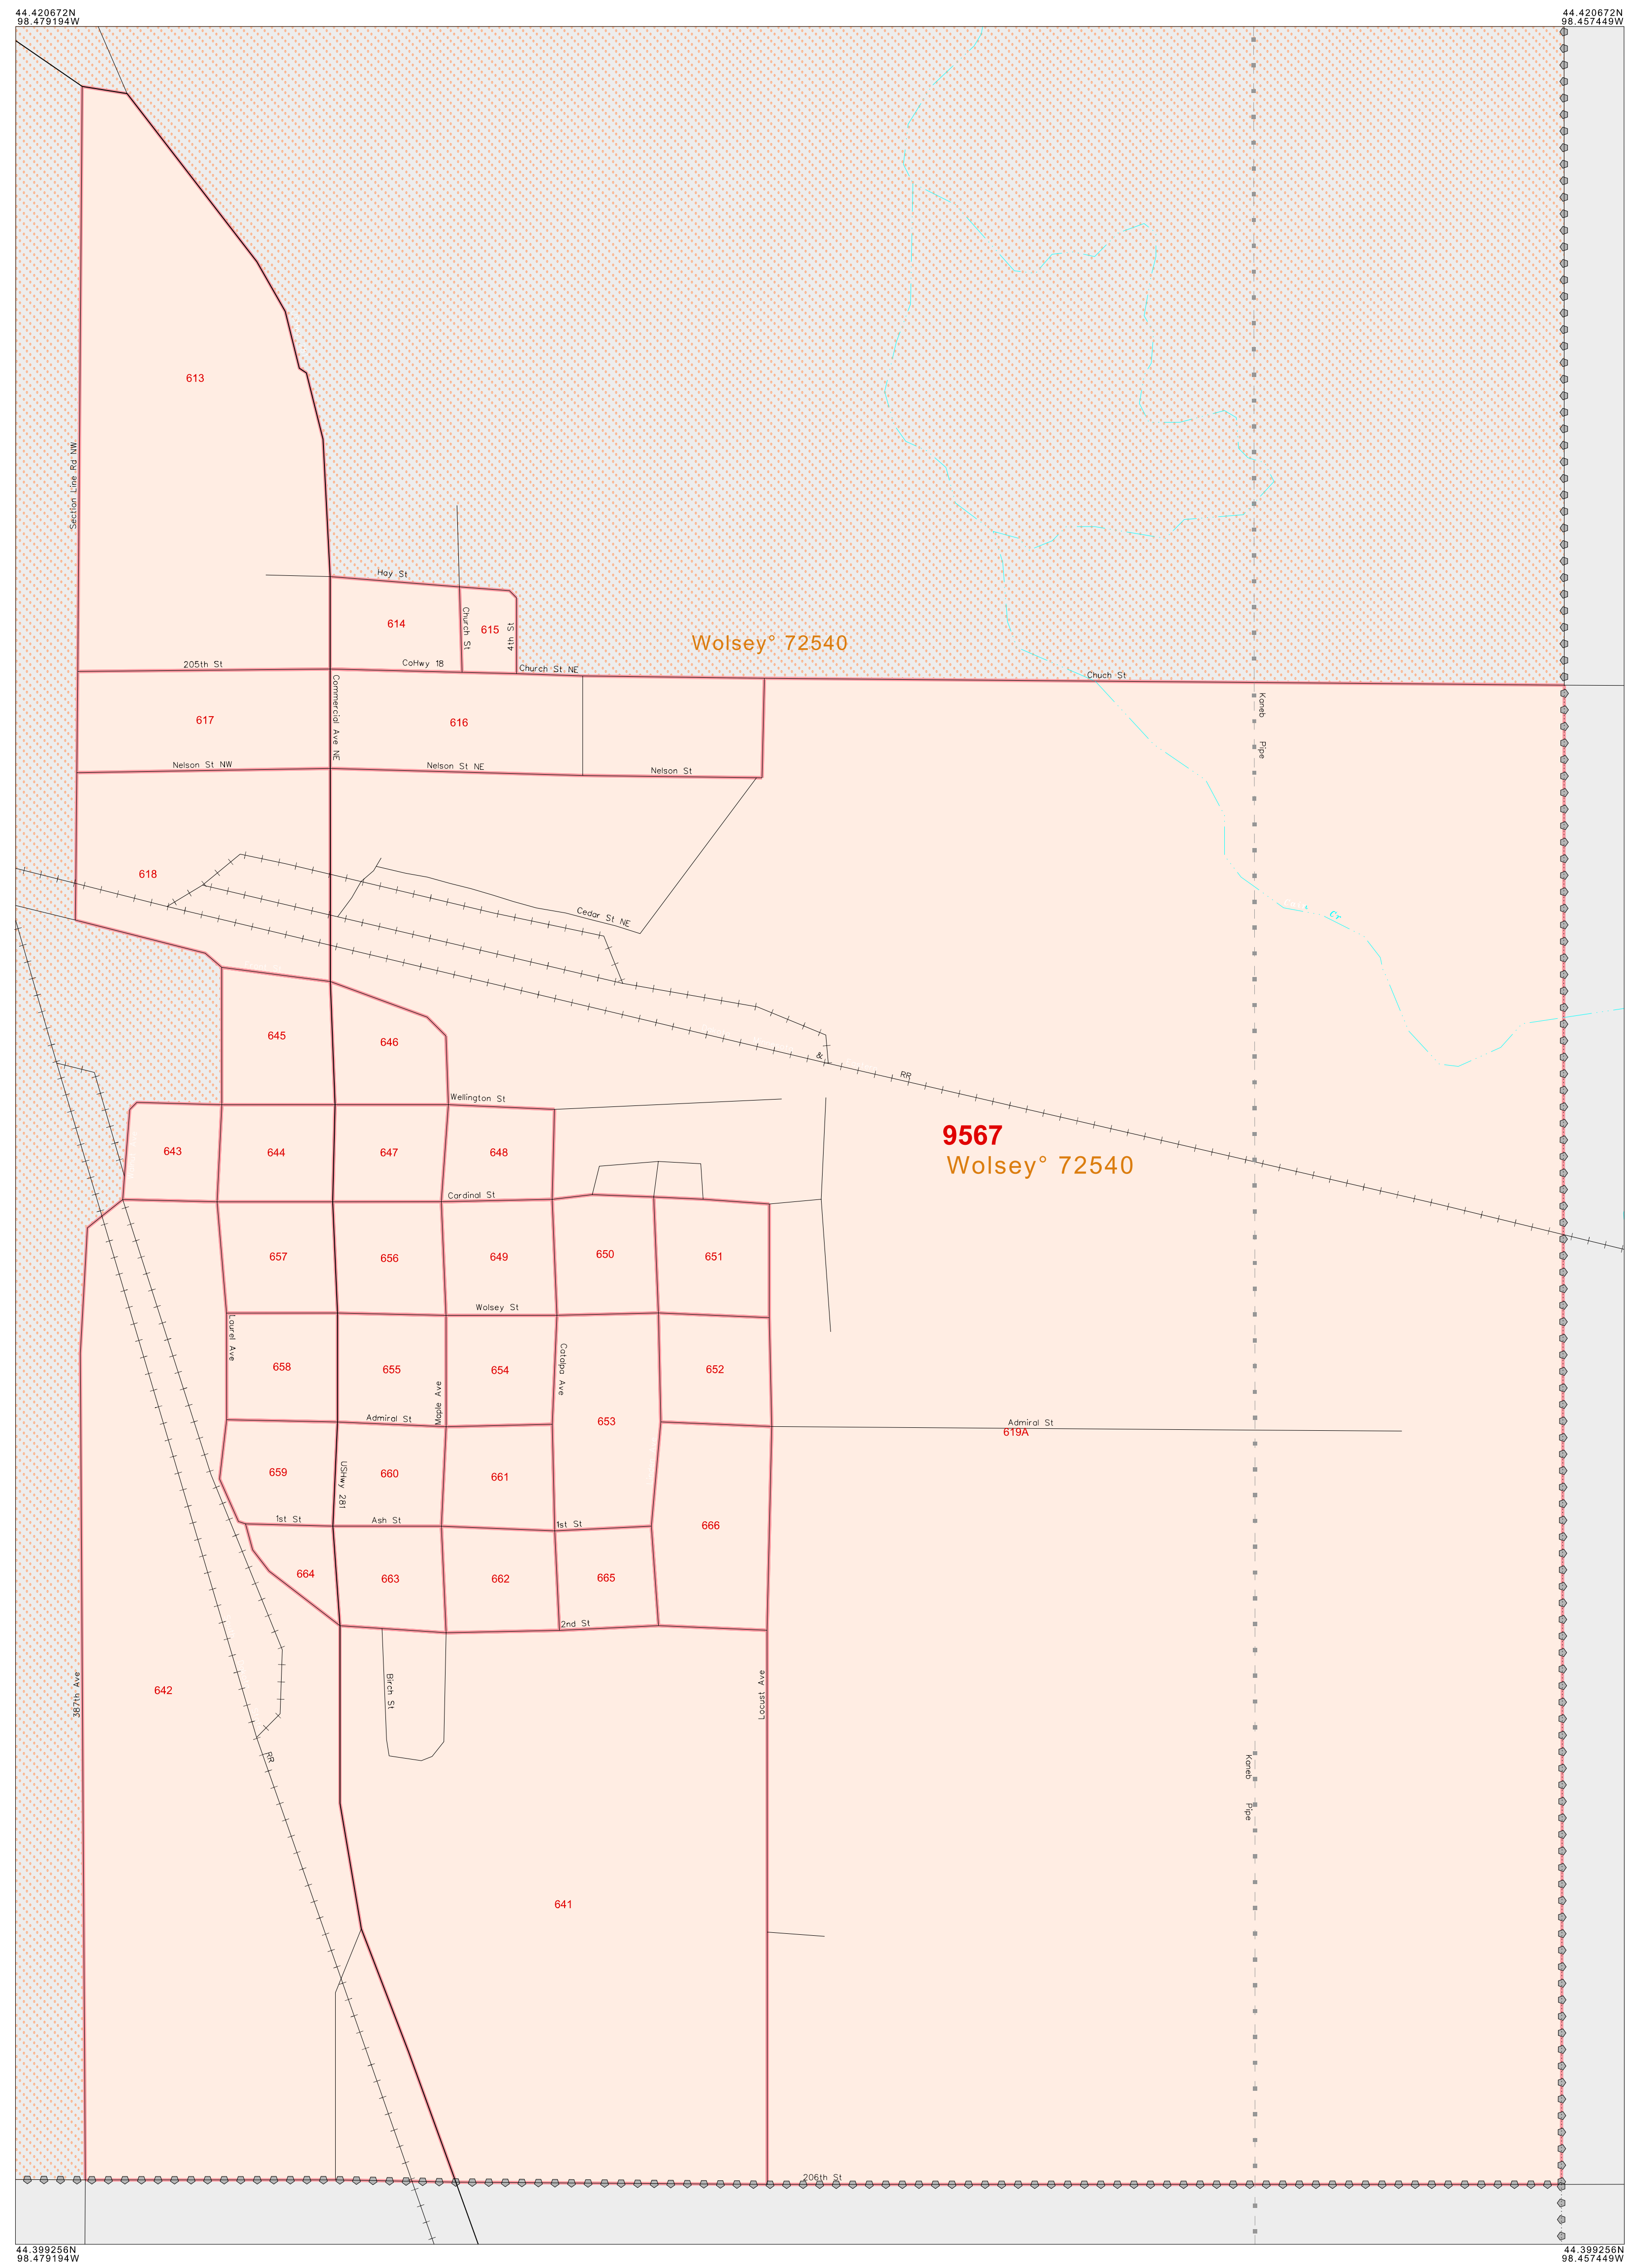 44.420672N
98.479194W
44.420672N
98.457449W
613
Section Line Rd NW
Hay St
614
Church St
615
4th St
Wolsey° 72540
205th St
CoHwy 18
Church St NE
Chuch St
617
Commercial Ave NE
616
Kaneb Pipe
Nelson St NW
Nelson St NE
Nelson St
618
Cedar St NE
Cr
645
646
&
RR
Wellington St
9567
Wolsey° 72540
643
644
647
648
Cardinal St
657
656
649
650
651
Wolsey St
Laurel Ave
658
655
Maple Ave
654
Catalpa Ave
652
653
Admiral St
Admiral St
619A
659
USHwy 281
660
661
1st St
Ash St
1st St
666
664
663
662
665
2nd St
387th Ave
642
Birch St
Locust Ave
RR
Kaneb Pipe
641
206th St
44.399256N
98.479194W
44.399256N
98.457449W